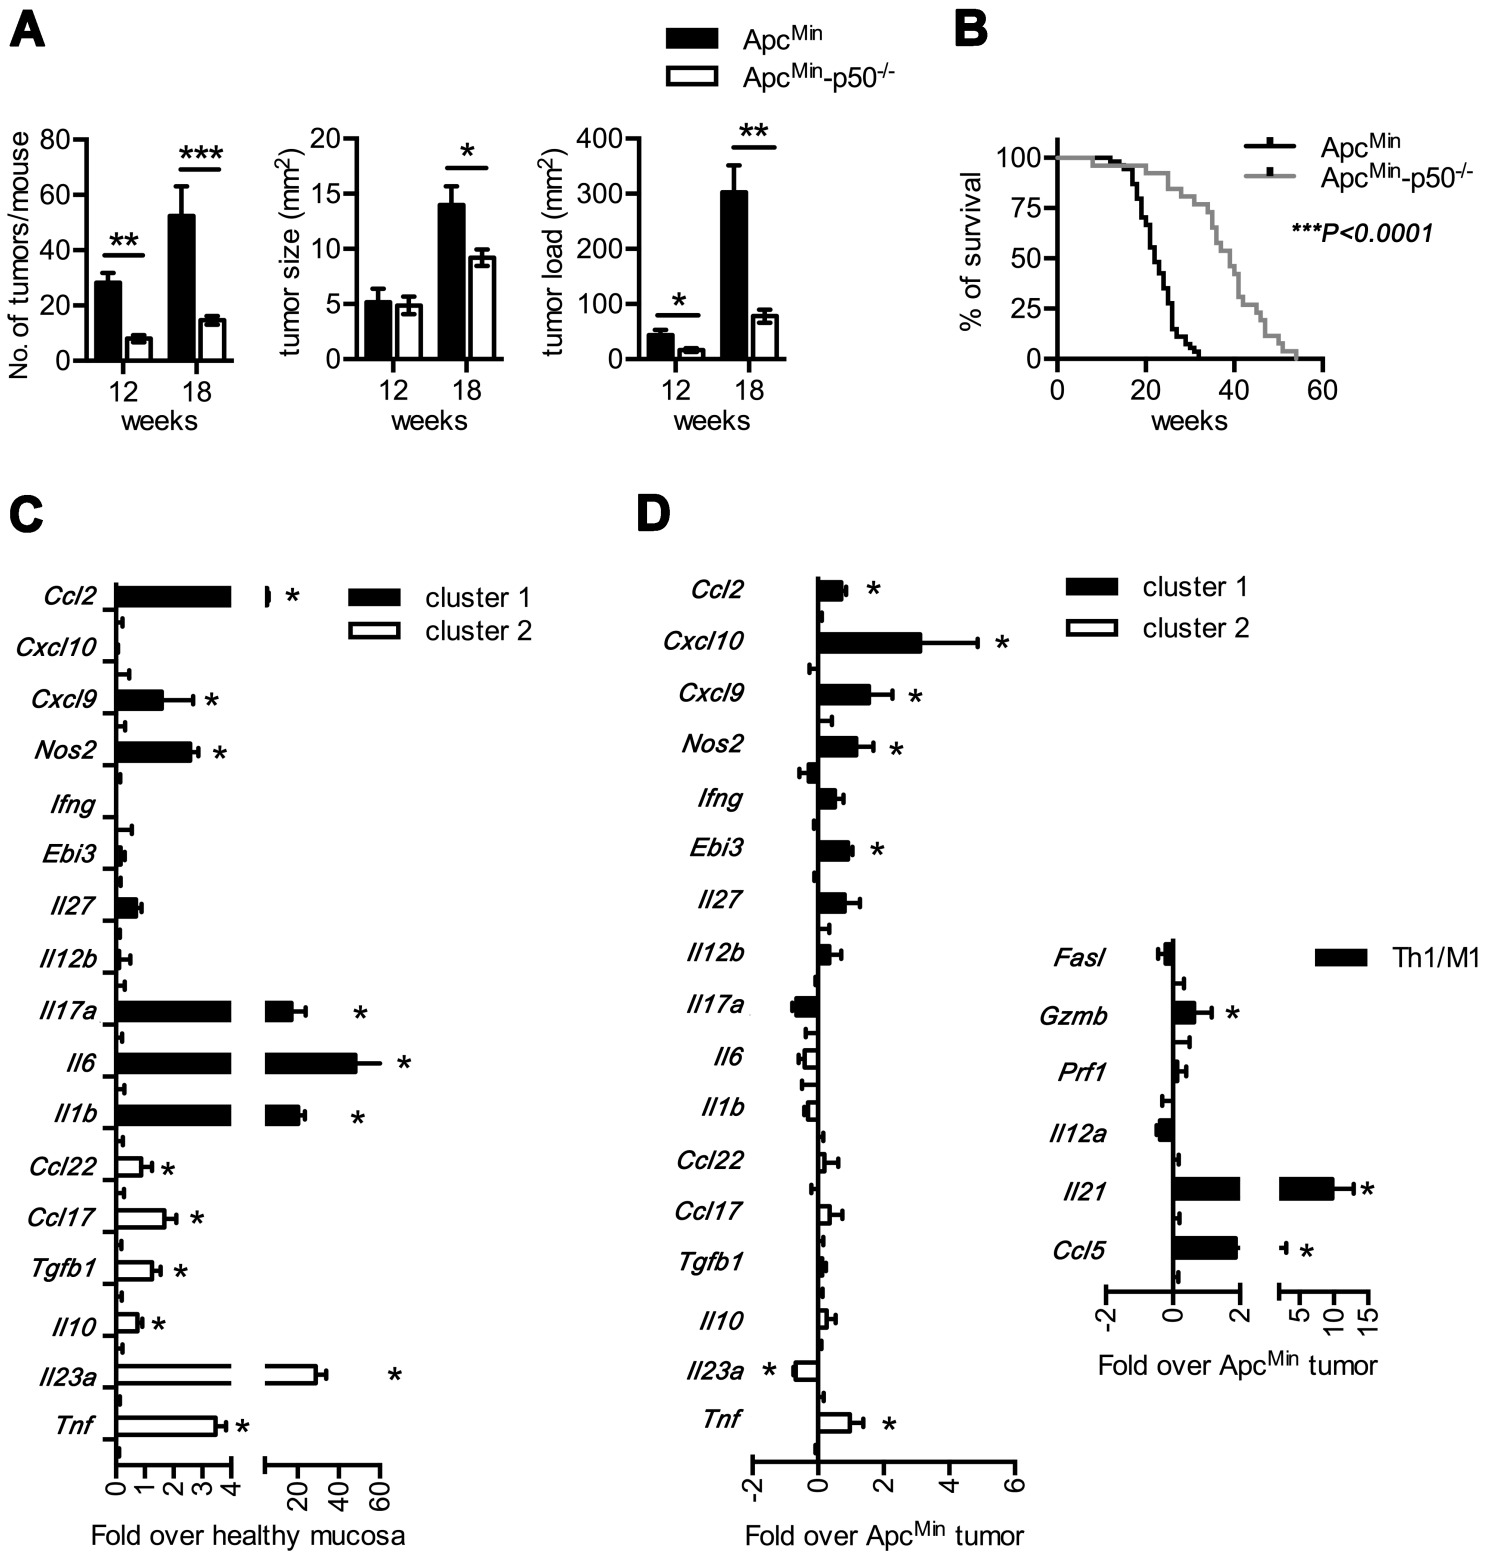 A
Apc^Min
Apc^Min-p50^-/-
No. of tumors/mouse
80
60
40
20
0
**
***
12
18
weeks
tumor size (mm²)
20
15
10
5
0
*
12
18
weeks
tumor load (mm²)
400
300
200
100
0
*
**
12
18
weeks
B
% of survival
100
75
50
25
0
0
20
40
60
weeks
Apc^Min
Apc^Min-p50^-/-
***P<0.0001
C
cluster 1
cluster 2
Ccl2 *
Cxcl10
Cxcl9 *
Nos2 *
Ifng
Ebi3
Il27
Il12b
Il17a *
Il6 *
Il1b *
Ccl22 *
Ccl17 *
Tgfb1 *
Il10 *
Il23a *
Tnf *
0 1 2 3 4 20 40 60
Fold over healthy mucosa
D
cluster 1
cluster 2
Ccl2 *
Cxcl10 *
Cxcl9 *
Nos2 *
Ifng
Ebi3 *
Il27
Il12b
Il17a
Il6
Il1b
Ccl22
Ccl17
Tgfb1
Il10
Il23a *
Tnf *
-2 0 2 4 6
Fold over Apc^Min tumor
Th1/M1
Fasl
Gzmb *
Prf1
Il12a
Il21 *
Ccl5 *
-2 0 2 5 10 15
Fold over Apc^Min tumor